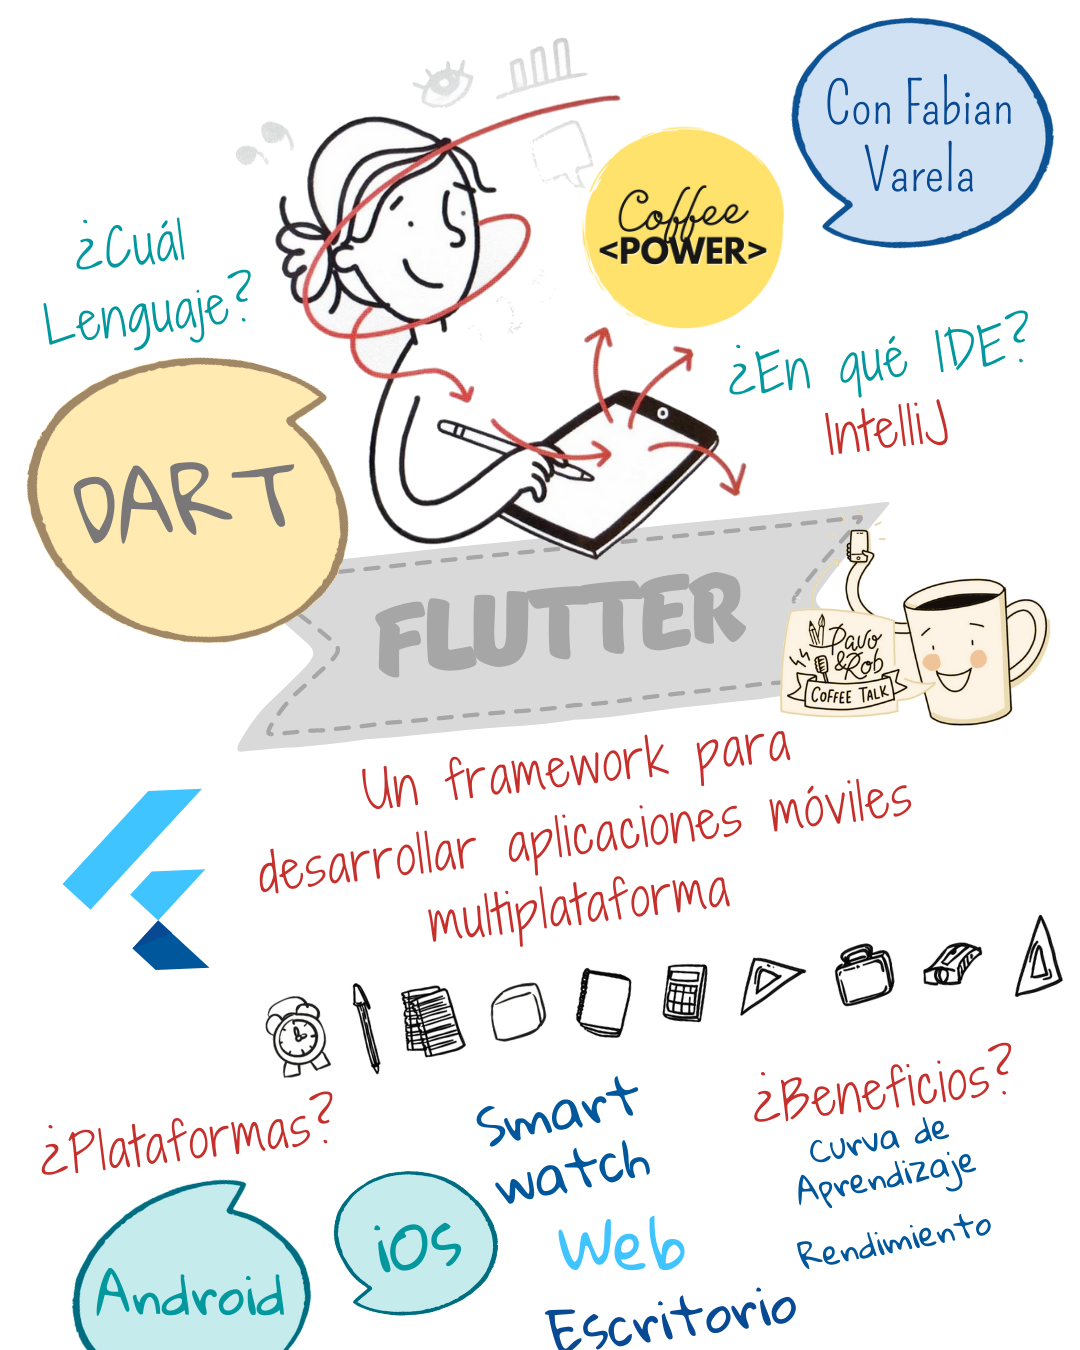 Con Fabian
Varela
Coffee
<POWER>
¿Cuál
Lenguaje?
DART
¿En qué IDE?
IntelliJ
FLUTTER
Pavo
&Rob
COFFEE TALK
Un framework para
desarrollar aplicaciones móviles
multiplataforma
¿Plataformas?
Android
iOS
Smart
watch
Web
Escritorio
¿Beneficios?
Curva de
Aprendizaje
Rendimiento